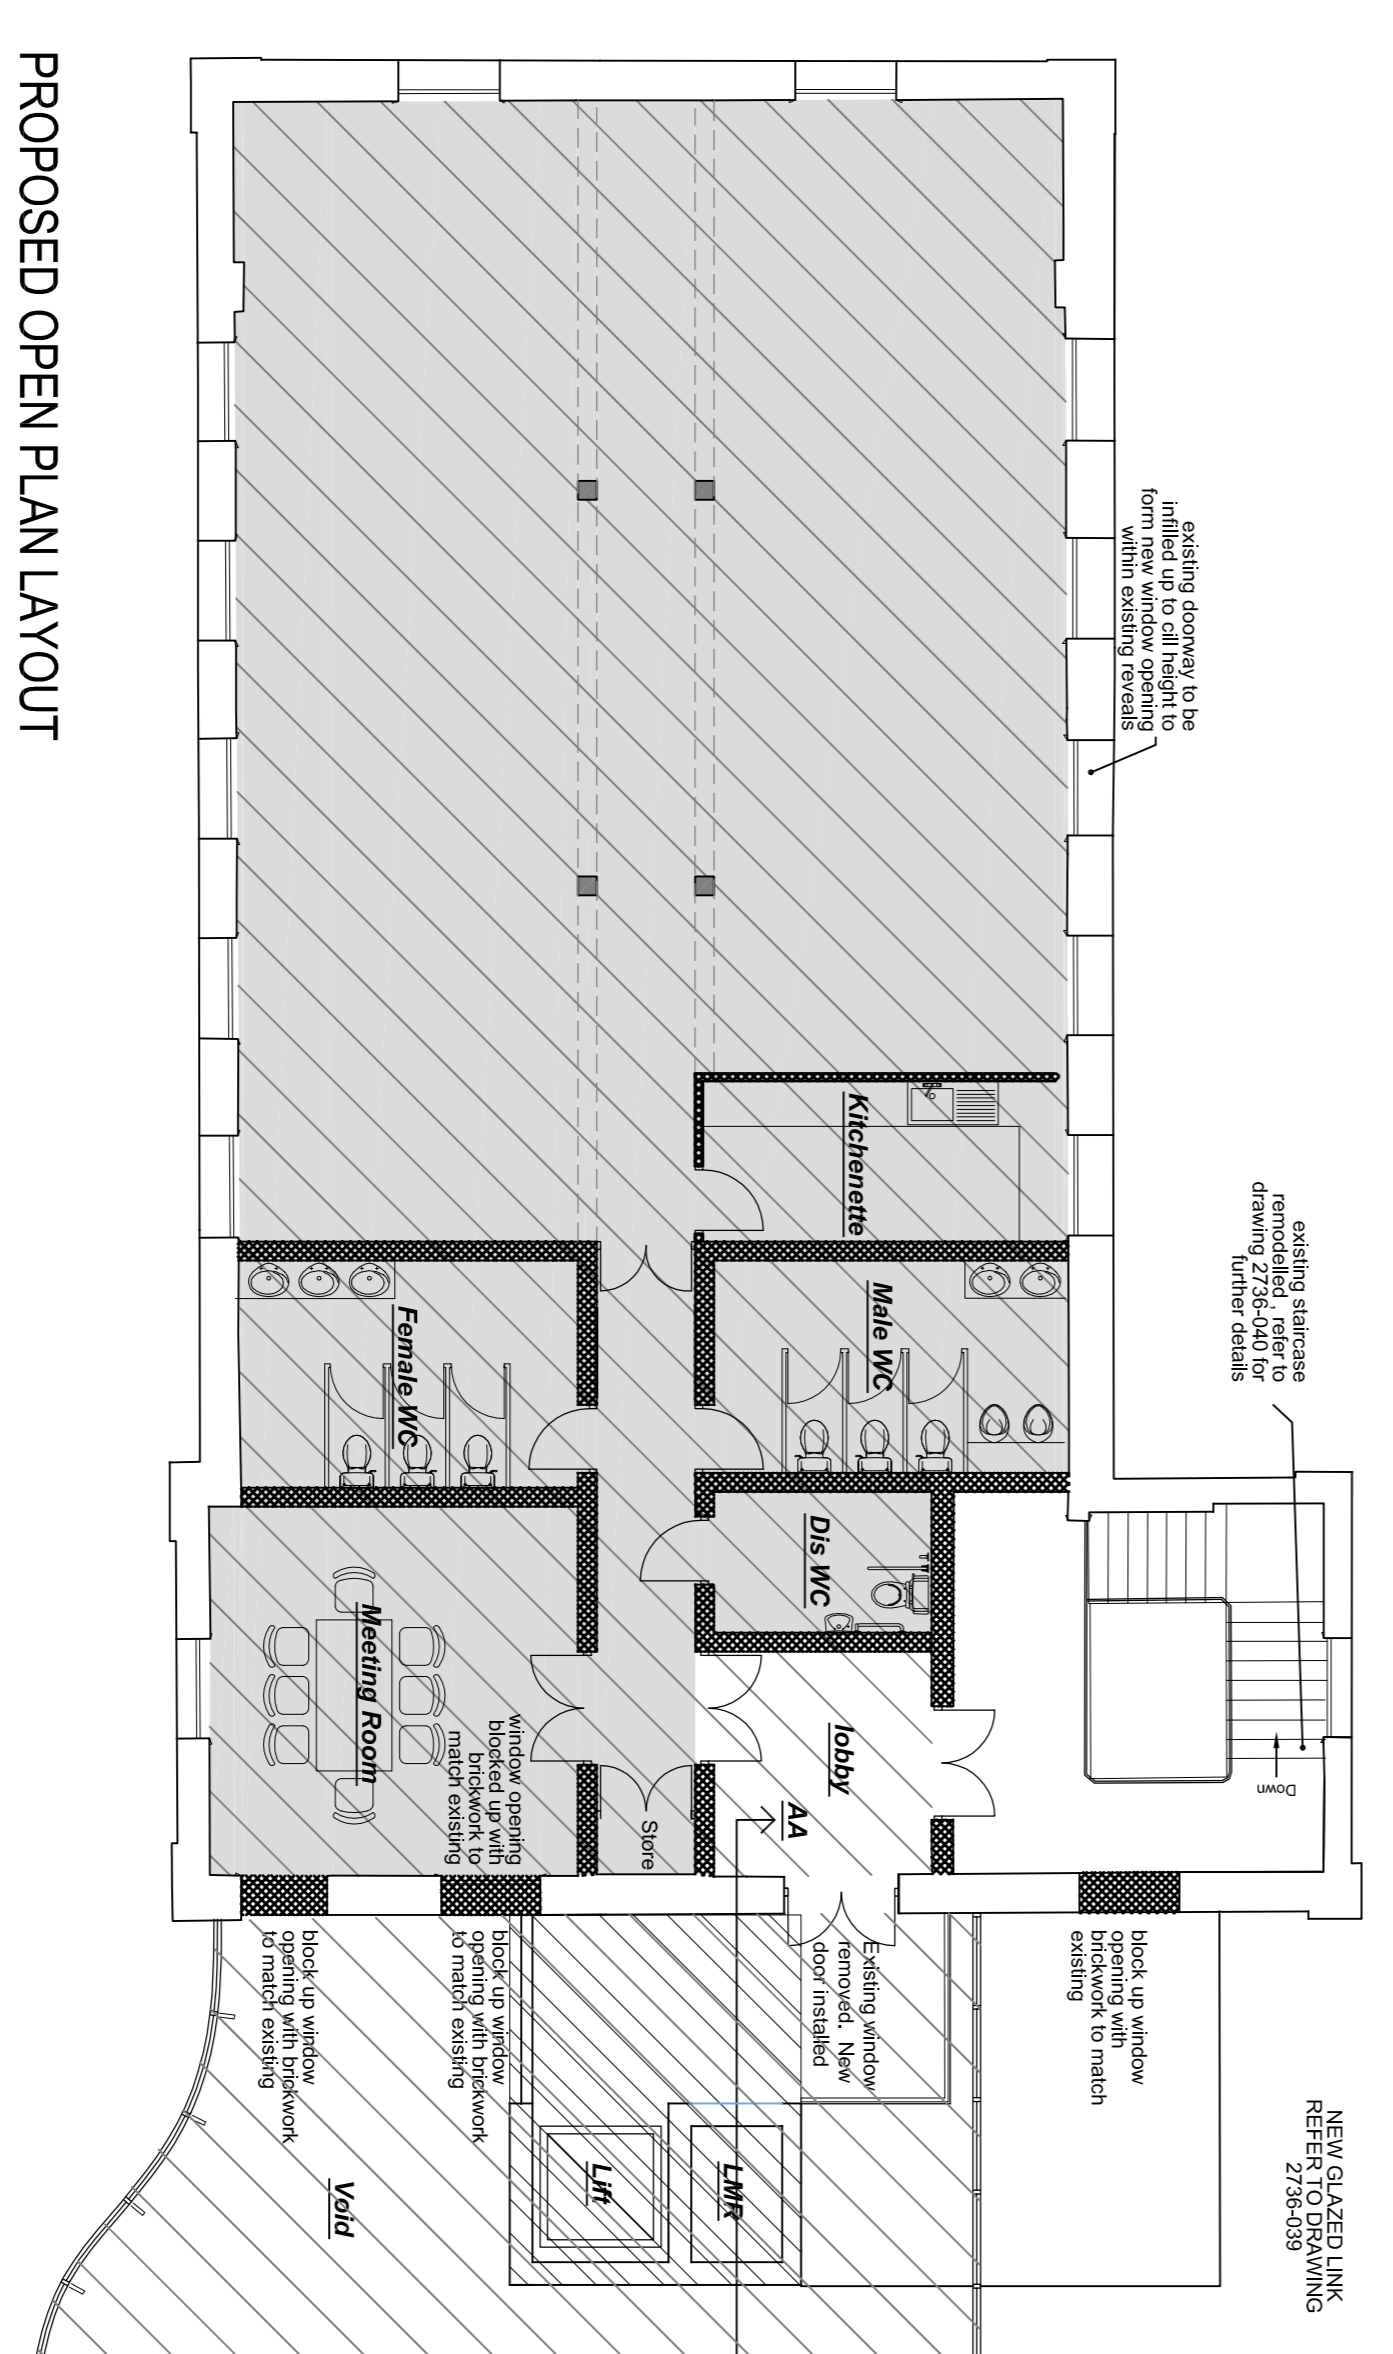 PROPOSED OPEN PLAN LAYOUT
existing doorway to be
infilled up to cill height to
form new window opening
within existing reveals
existing staircase
remodelled, refer to
drawing 2736-040 for
further details
NEW GLAZED LINK
REFER TO DRAWING
2736-039
Kitchenette
Male WC
Female WC
Dis WC
Meeting Room
window opening
blocked up with
brickwork to
match existing
Store
lobby
AA
Down
block up window
opening with
brickwork to match
existing
Existing window
removed. New
door installed
block up window
opening with brickwork
to match existing
block up window
opening with brickwork
to match existing
LMR
Lift
Void